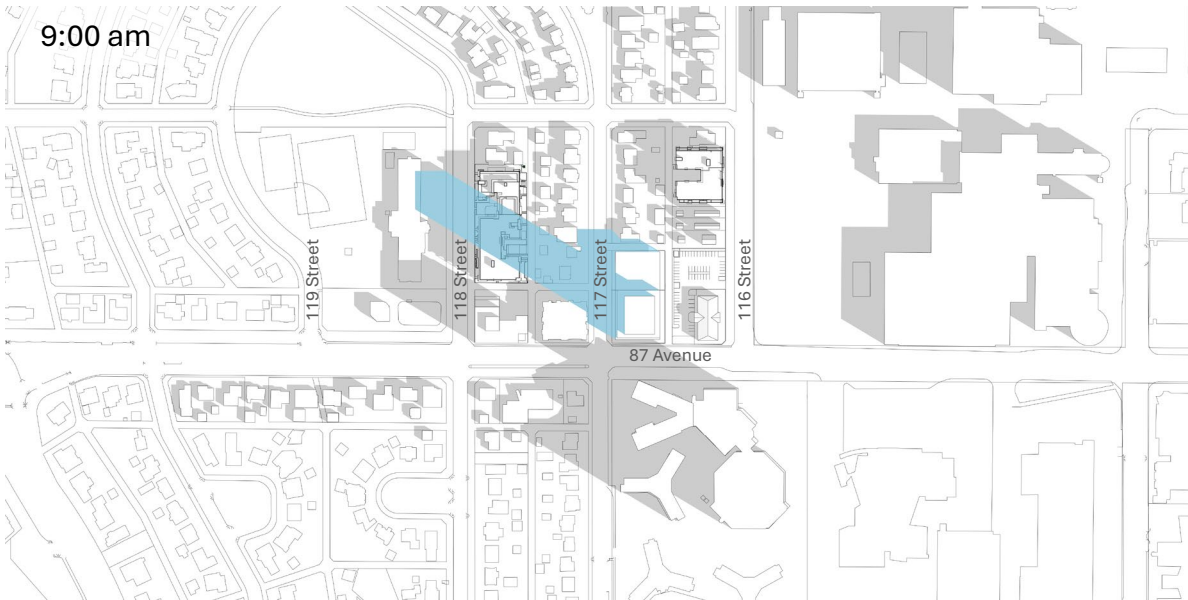 9:00 am
119 Street
118 Street
117 Street
116 Street
87 Avenue